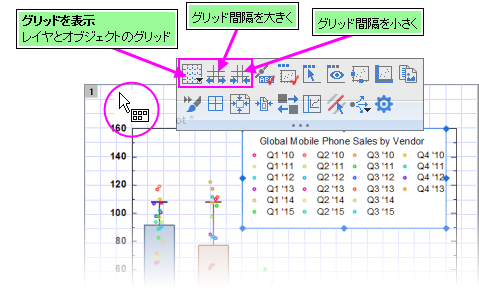 グリッドを表示
レイヤとオブジェクトのグリッド
グリッド間隔を大きく
グリッド間隔を小さく
1
Global Mobile Phone Sales by Vendor
Q1 '10 Q2 '10 Q3 '10 Q4 '10
Q1 '11 Q2 '11 Q3 '11 Q4 '11
Q1 '12 Q2 '12 Q3 '12 Q4 '12
Q1 '13 Q2 '13 Q3 '13 Q4 '13
Q1 '14 Q2 '14 Q3 '14
Q1 '15 Q2 '15 Q3 '15
160
140
120
100
80
60